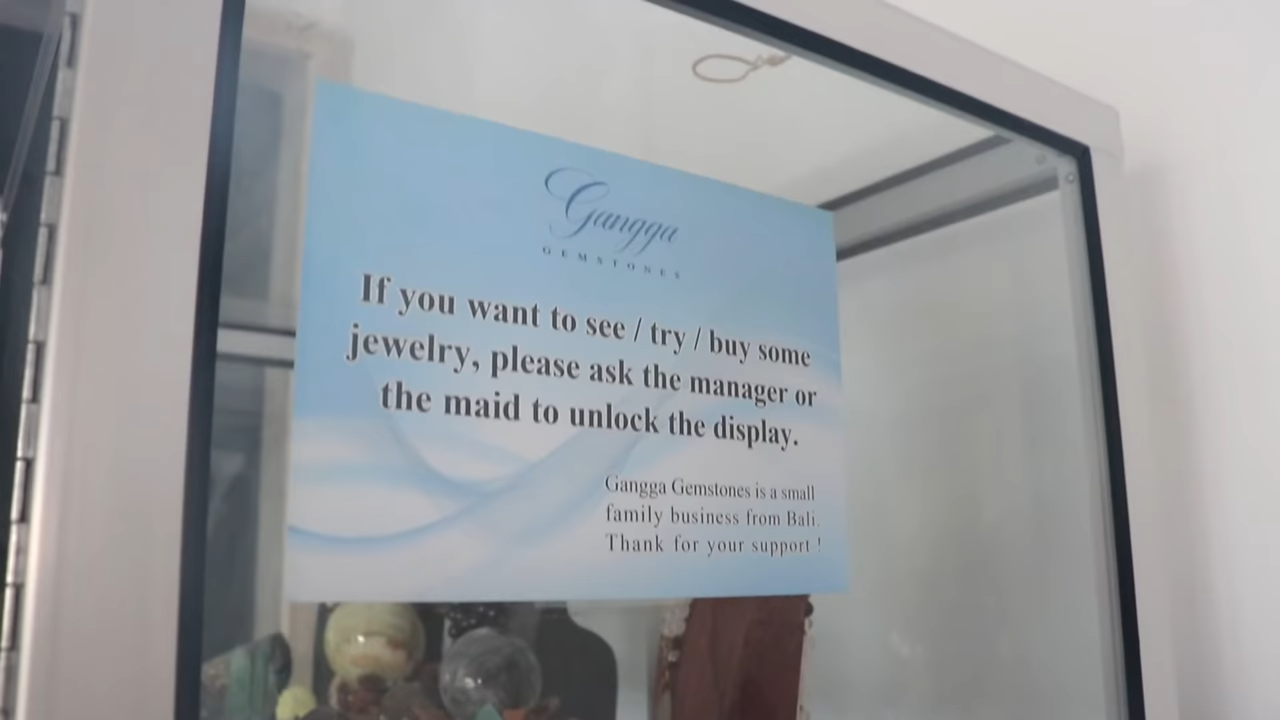 Gangga
GEMSTONES
If you want to see / try / buy some
jewelry, please ask the manager or
the maid to unlock the display.
Gangga Gemstones is a small
family business from Bali.
Thank for your support !